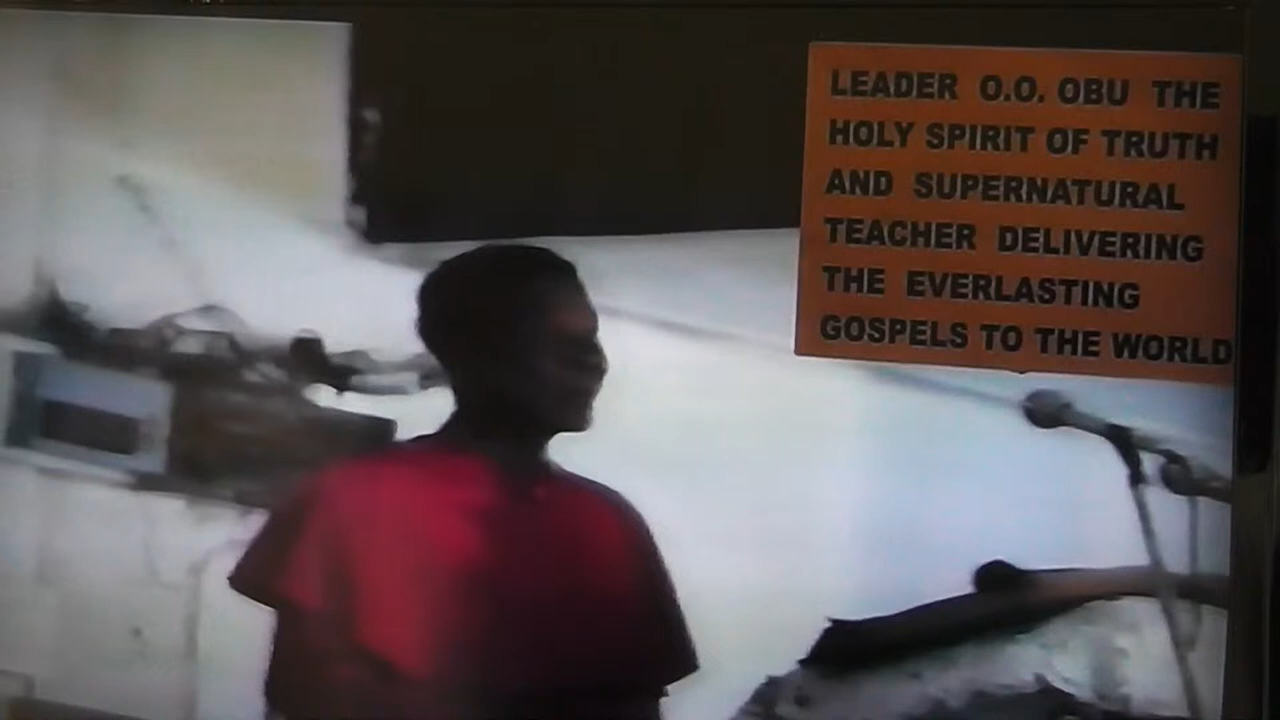 LEADER O.O. OBU THE
HOLY SPIRIT OF TRUTH
AND SUPERNATURAL
TEACHER DELIVERING
THE EVERLASTING
GOSPELS TO THE WORLD